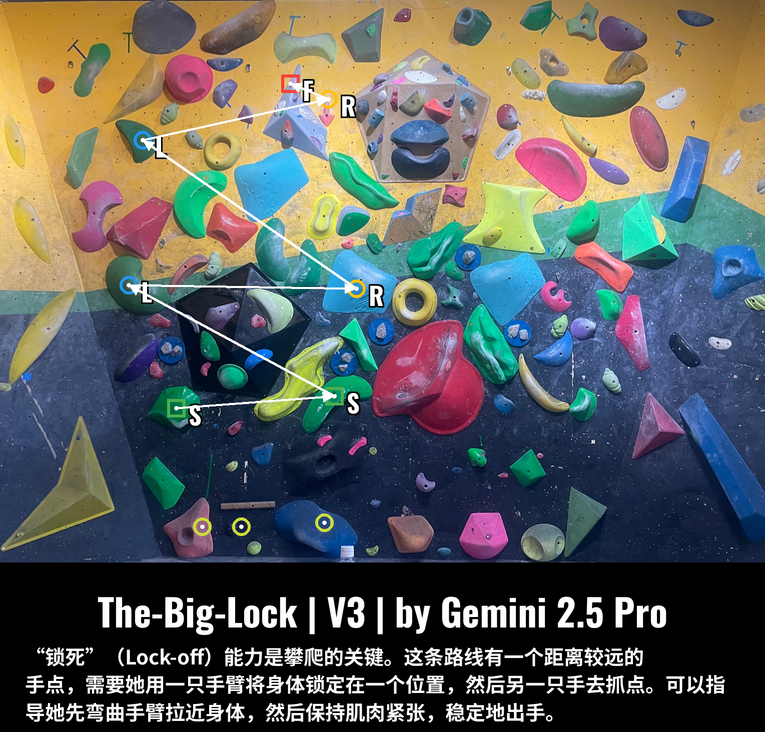 F
R
L
L
R
S
S
The-Big-Lock | V3 | by Gemini 2.5 Pro
“锁死”（Lock-off）能力是攀爬的关键。这条路线有一个距离较远的
手点，需要她用一只手臂将身体锁定在一个位置，然后另一只手去抓点。可以指
导她先弯曲手臂拉近身体，然后保持肌肉紧张，稳定地出手。